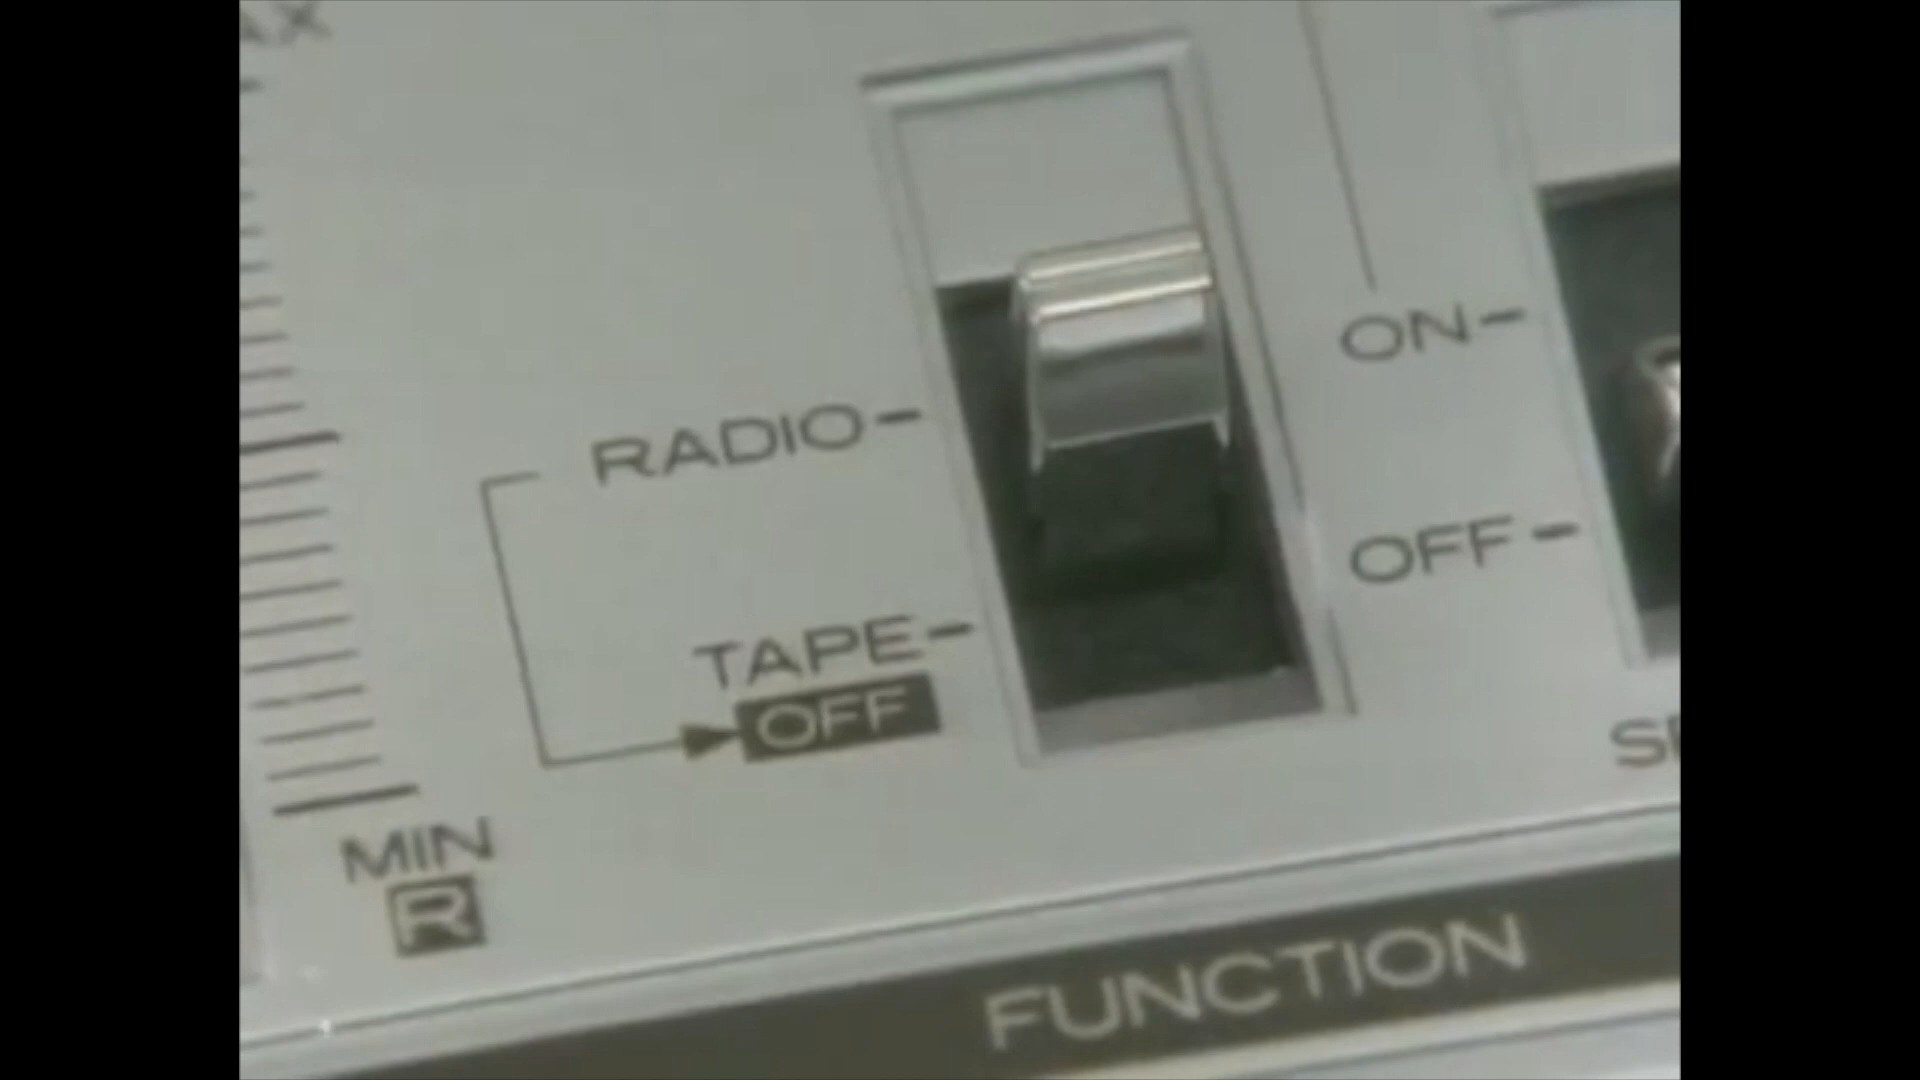 AX
ON-
RADIO-
OFF-
TAPE-
OFF
MIN
R
FUNCTION